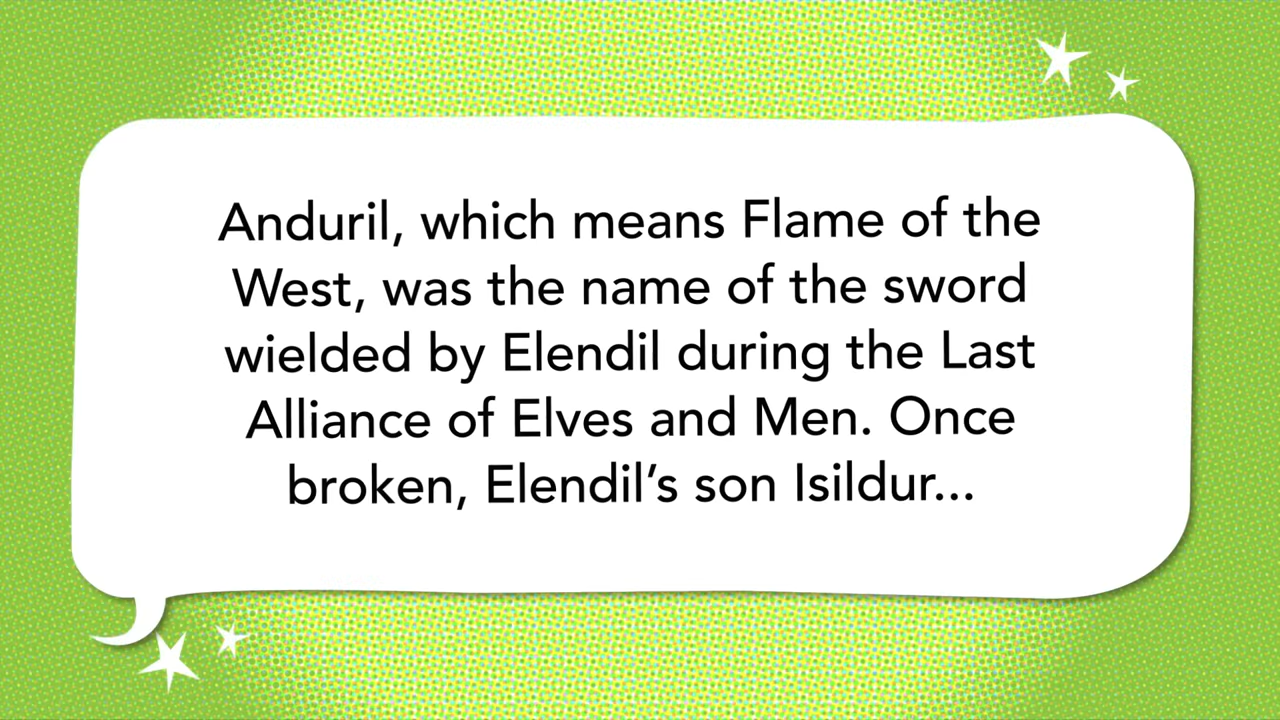 Anduril, which means Flame of the
West, was the name of the sword
wielded by Elendil during the Last
Alliance of Elves and Men. Once
broken, Elendil’s son Isildur...